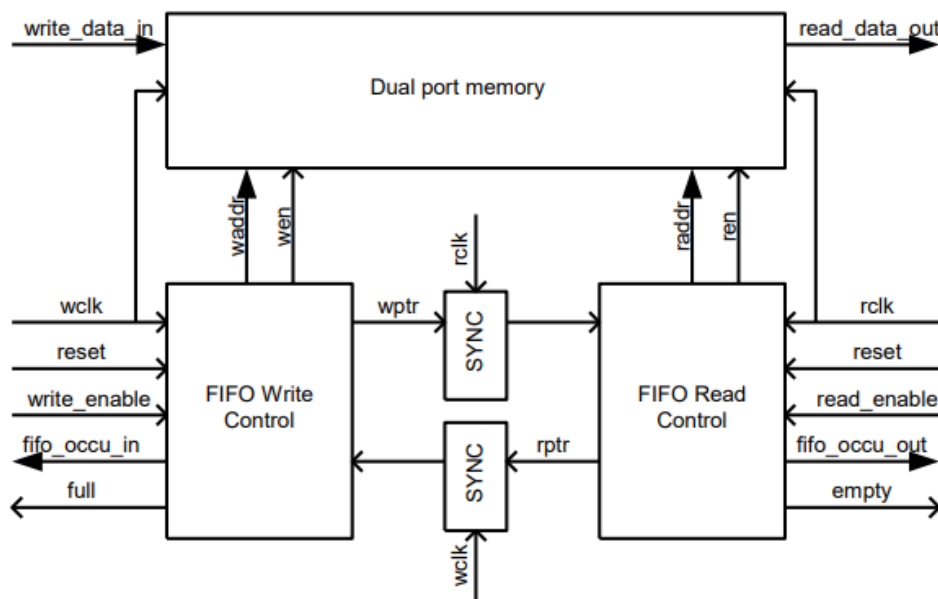 write_data_in
read_data_out
Dual port memory
waddr
wen
raddr
ren
rclk
wclk
wptr
SYNC
rclk
reset
FIFO Write
Control
FIFO Read
Control
reset
write_enable
read_enable
fifo_occu_in
SYNC
rptr
fifo_occu_out
full
empty
wclk